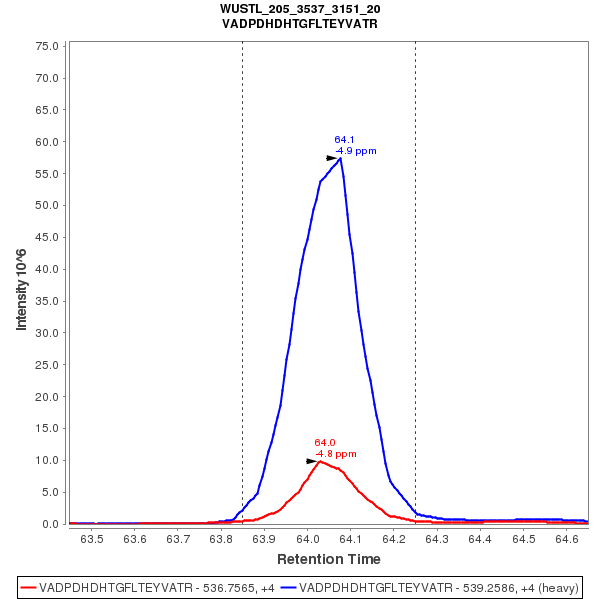 WUSTL_205_3537_3151_20
VADPDHDHTGFLTEYVATR
Intensity 10^6
75.0
70.0
65.0
60.0
55.0
50.0
45.0
40.0
35.0
30.0
25.0
20.0
15.0
10.0
5.0
0.0
64.1
-4.9 ppm
64.0
-4.8 ppm
63.5 63.6 63.7 63.8 63.9 64.0 64.1 64.2 64.3 64.4 64.5 64.6
Retention Time
VADPDHDHTGFLTEYVATR - 536.7565, +4 VADPDHDHTGFLTEYVATR - 539.2586, +4 (heavy)